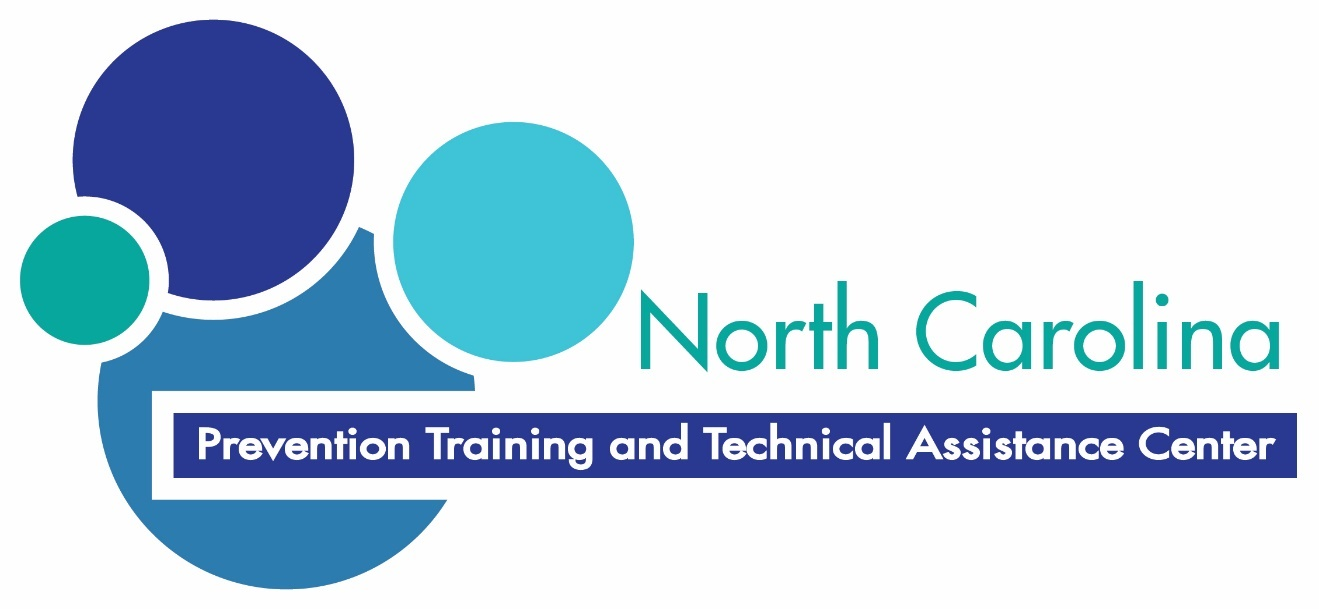 North Carolina
Prevention Training and Technical Assistance Center